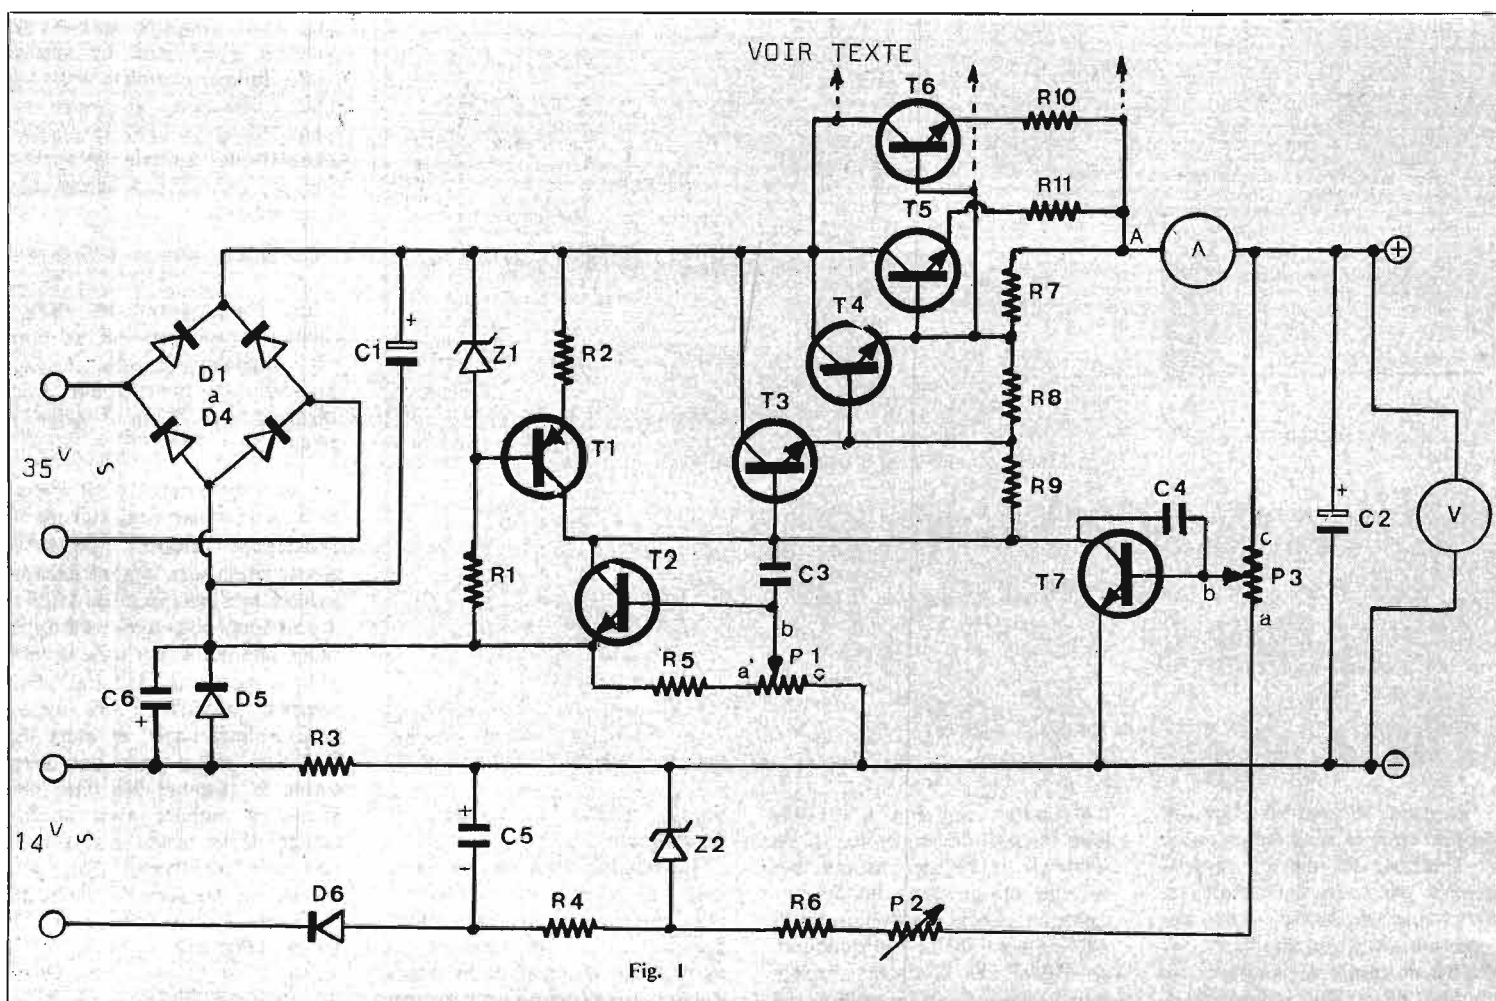 VOIR TEXTE
T6
R10
R11
T5
A
A
+
R7
T4
C1
+
Z1
R2
D1
a
D4
T3
R8
T1
35V ~
R9
C4
+
C2
V
R1
T2
C3
T7
b
c
P3
a
b
R5
a
P1
c
C6
+
D5
R3
-
14V ~
+
C5
-
Z2
D6
R4
R6
P2
Fig. 1